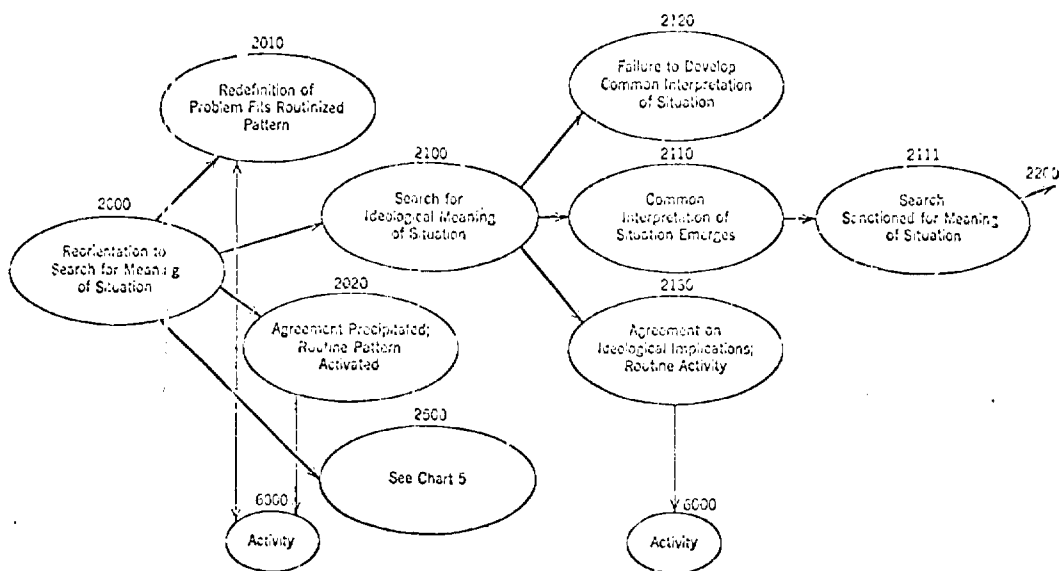 2010
Redefinition of
Problem Fits Routinized
Pattern
2000
Reorientation to
Search for Meaning
of Situation
2100
Search for
Ideological Meaning
of Situation
2020
Agreement Precipitated;
Routine Pattern
Activated
See Chart 5
6000
Activity
2120
Failure to Develop
Common Interpretation
of Situation
2110
Common
Interpretation of
Situation Emerges
2111
Search
Sanctioned for Meaning
of Situation
2200
Agreement on
Ideological Implications;
Routine Activity
6000
Activity